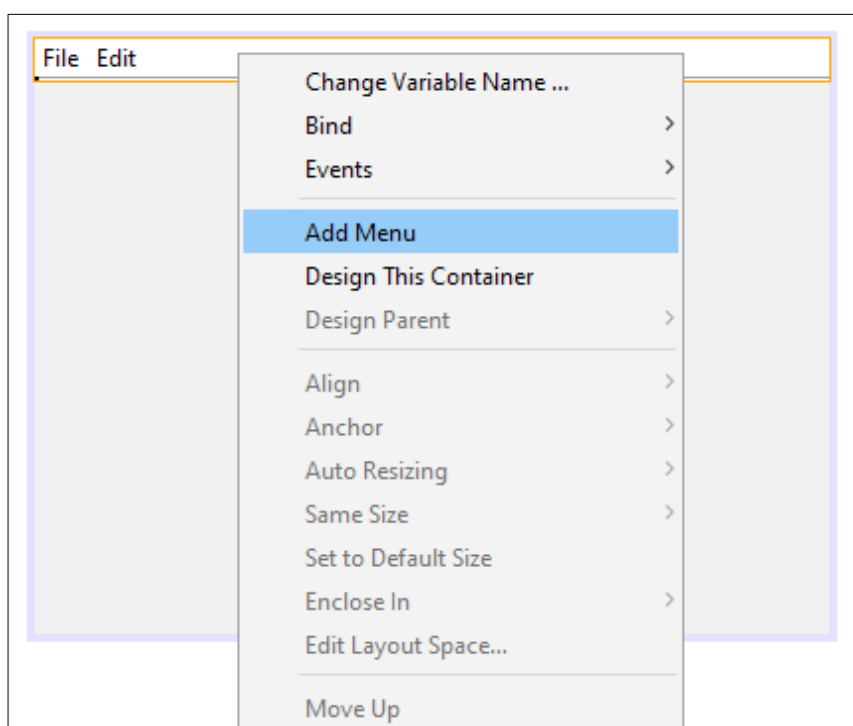 File Edit
Change Variable Name ...
Bind
Events
Add Menu
Design This Container
Design Parent
Align
Anchor
Auto Resizing
Same Size
Set to Default Size
Enclose In
Edit Layout Space...
Move Up